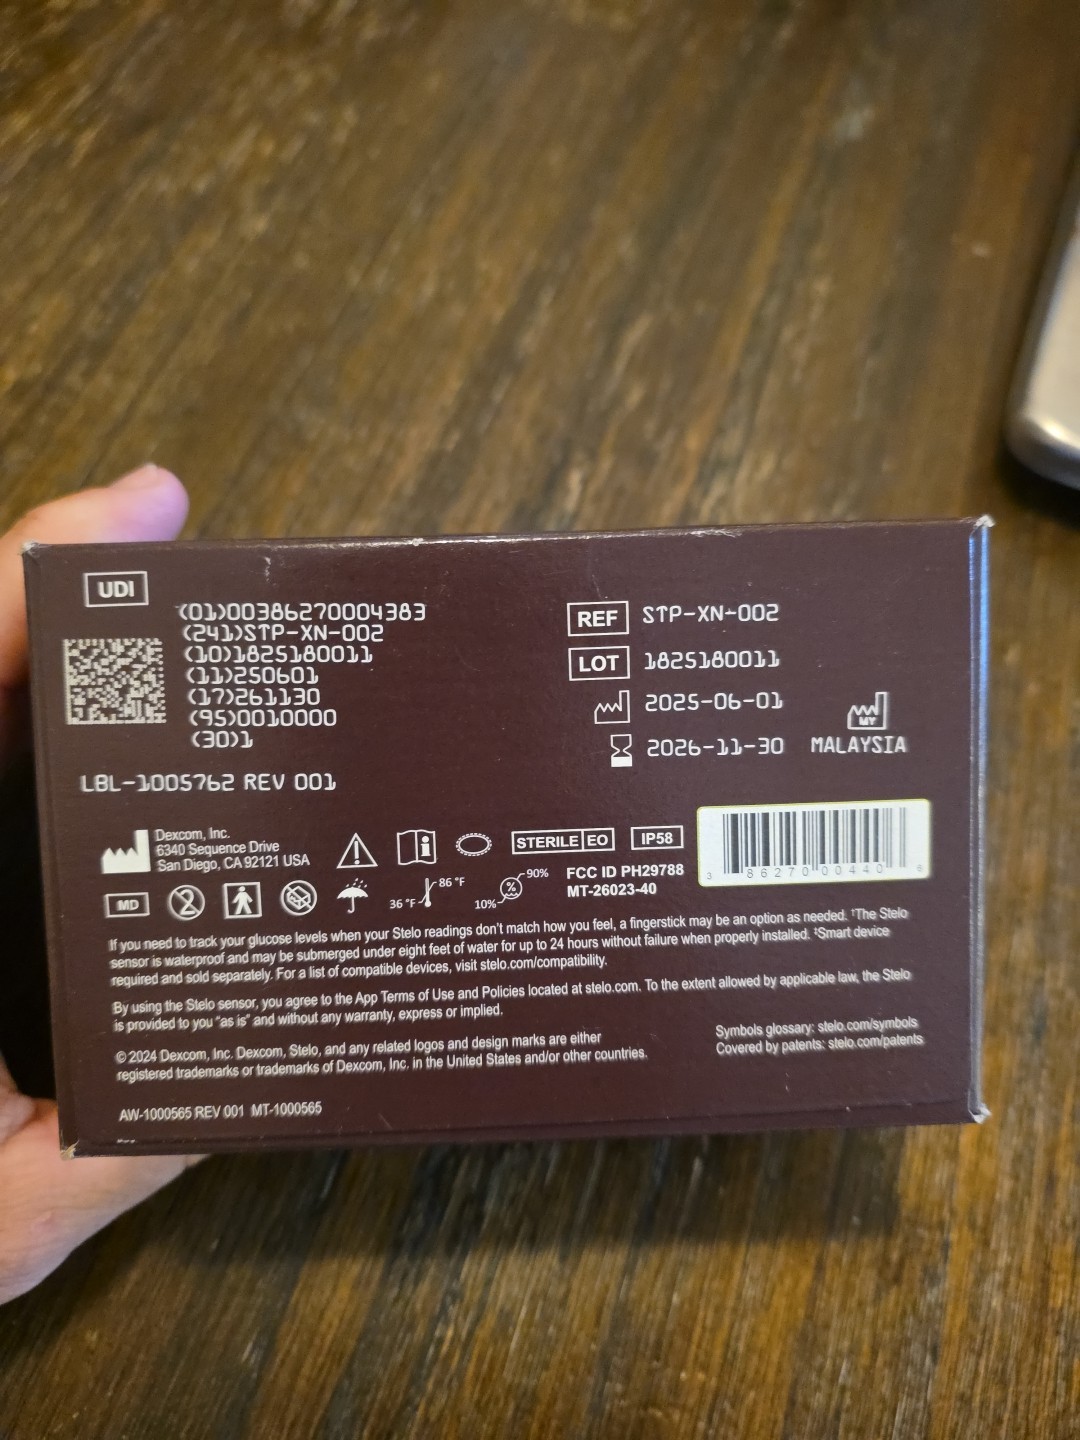 UDI
(01)00386270004383
(241)STP-XN-002
(10)1825180011
(11)250601
(17)261130
(95)0010000
(30)1
LBL-1005762 REV 001
REF STP-XN-002
LOT 1825180011
2025-06-01
2026-11-30
MY
MALAYSIA
Dexcom, Inc.
6340 Sequence Drive
San Diego, CA 92121 USA
STERILE EO
IP58
FCC ID PH29788
MT-26023-40
3 86270 00440 6
MD
2
36 °F
86 °F
10%
%
90%
If you need to track your glucose levels when your Stelo readings don't match how you feel, a fingerstick may be an option as needed. †The Stelo
sensor is waterproof and may be submerged under eight feet of water for up to 24 hours without failure when properly installed. ‡Smart device
required and sold separately. For a list of compatible devices, visit stelo.com/compatibility.
By using the Stelo sensor, you agree to the App Terms of Use and Policies located at stelo.com. To the extent allowed by applicable law, the Stelo
is provided to you “as is” and without any warranty, express or implied.
© 2024 Dexcom, Inc. Dexcom, Stelo, and any related logos and design marks are either
registered trademarks or trademarks of Dexcom, Inc. in the United States and/or other countries.
Symbols glossary: stelo.com/symbols
Covered by patents: stelo.com/patents
AW-1000565 REV 001 MT-1000565